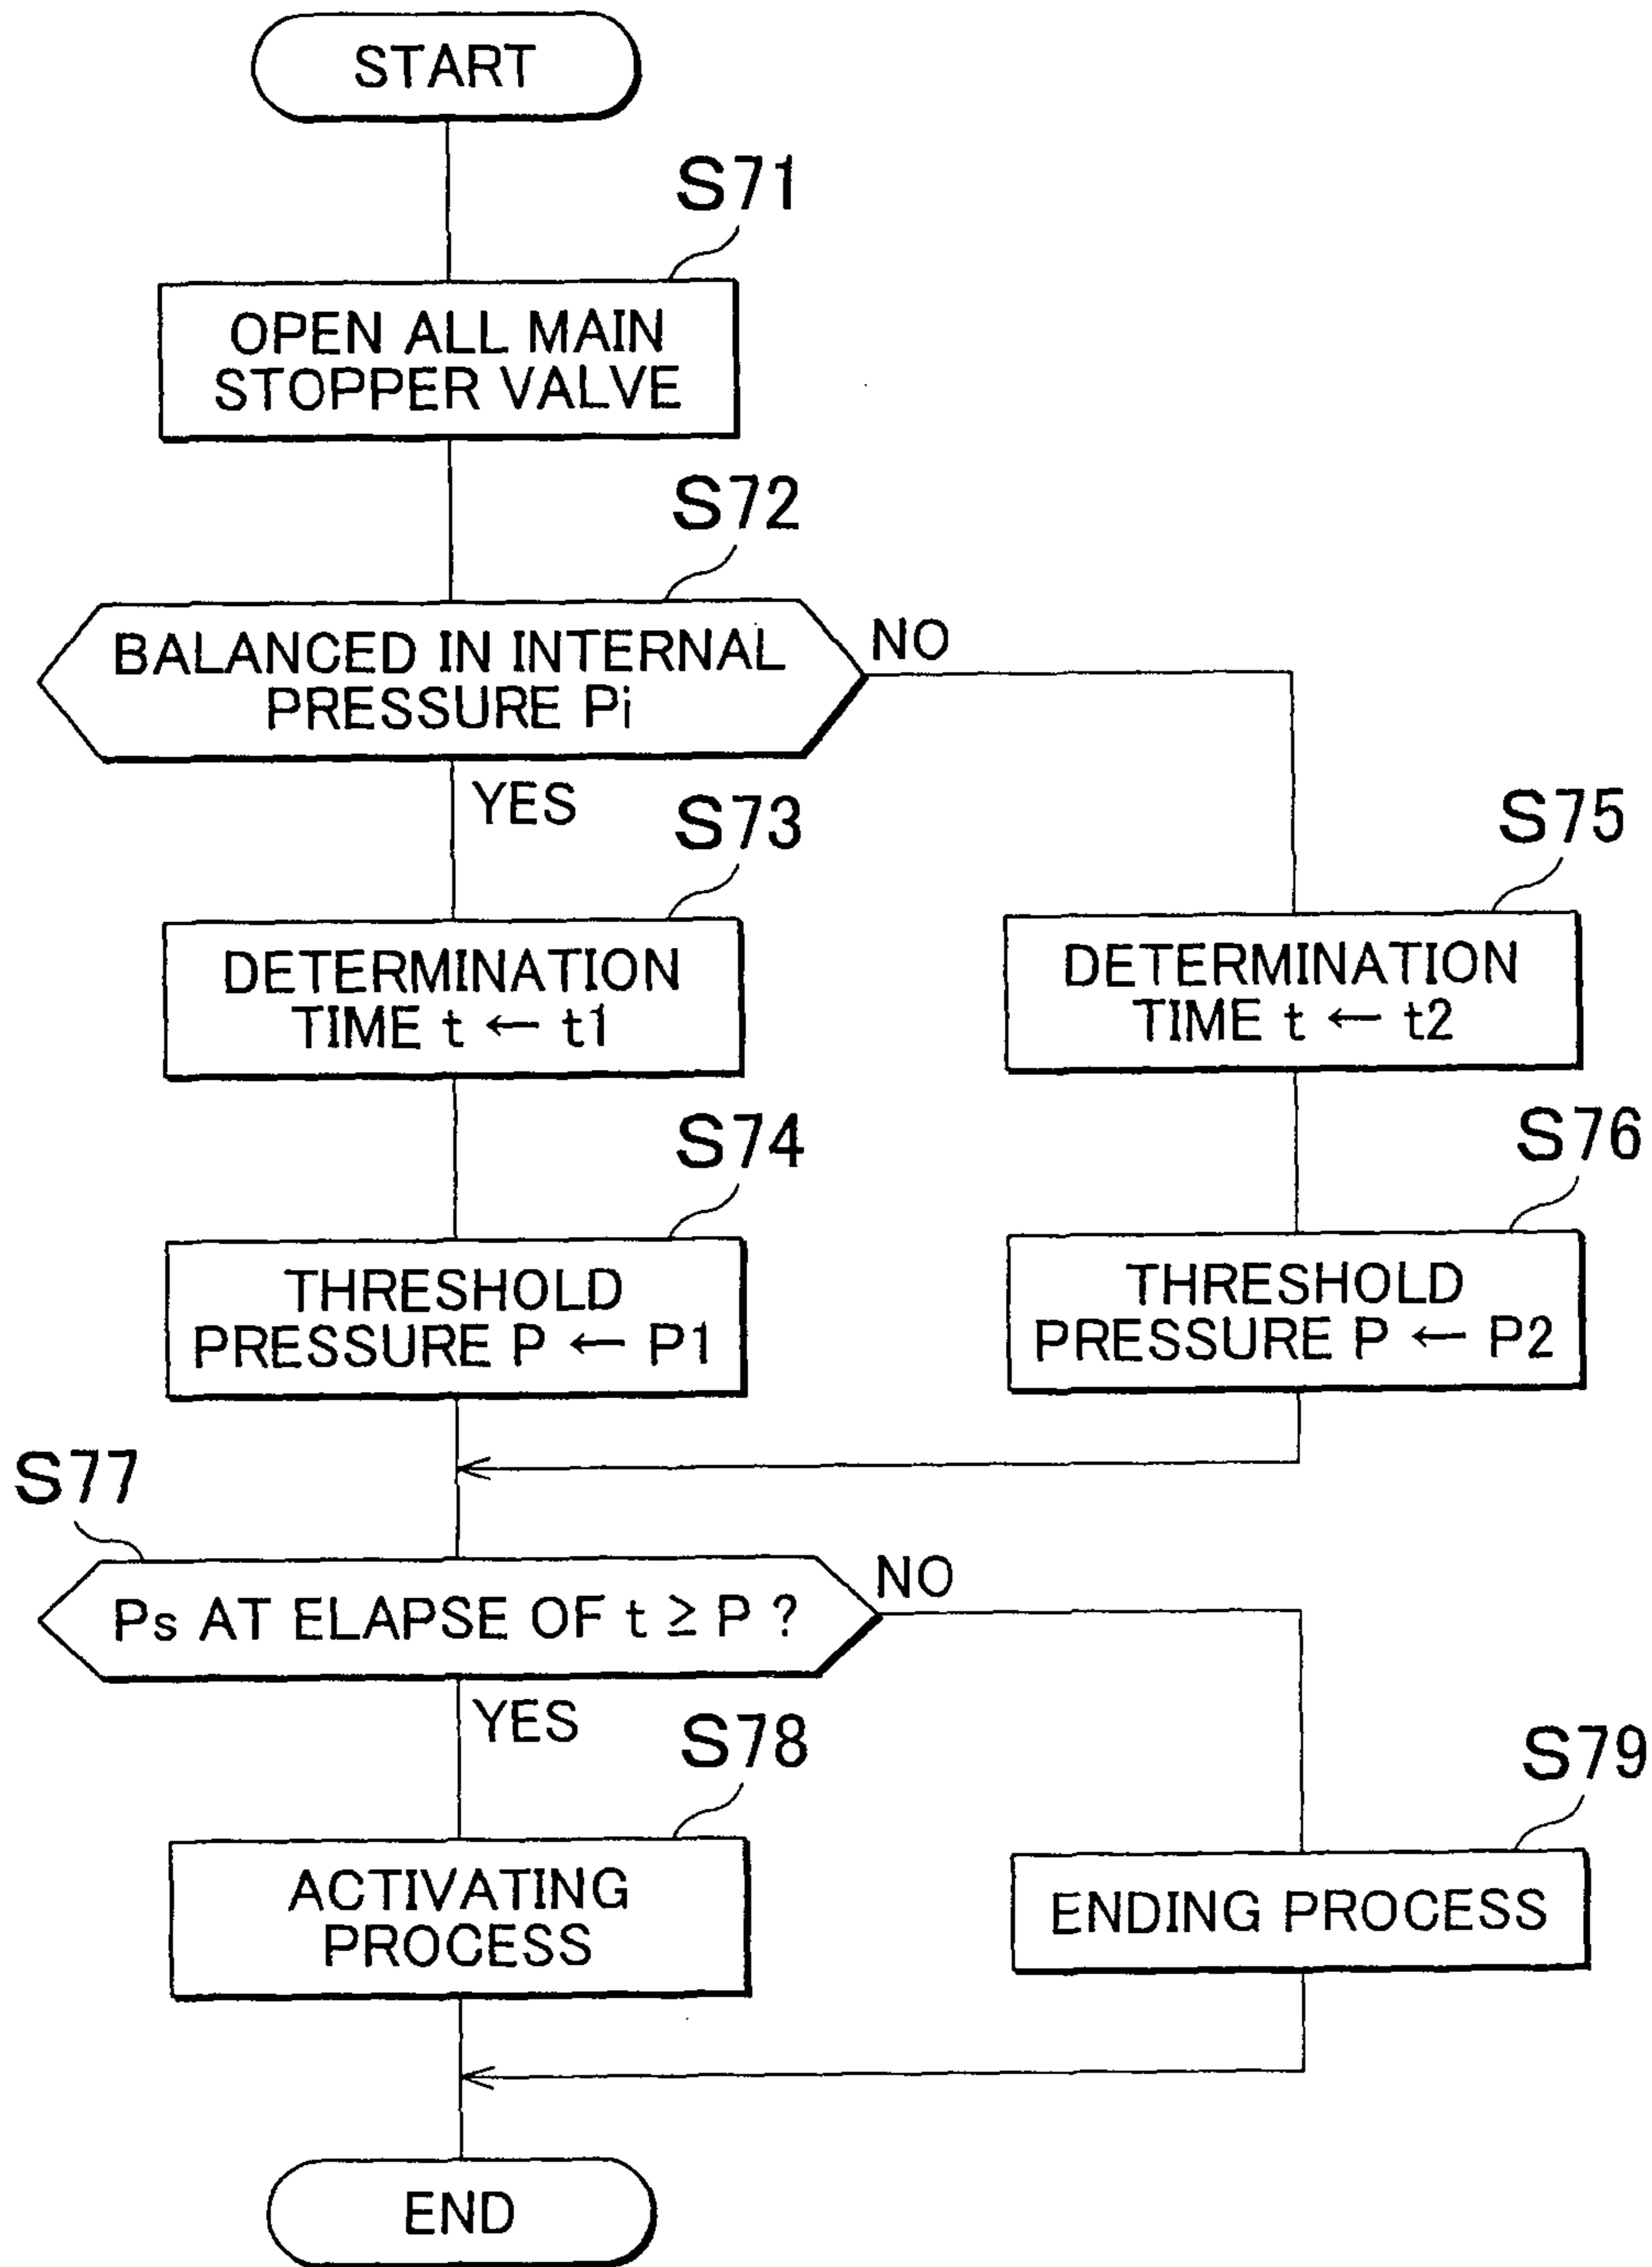 START
S71
OPEN ALL MAIN
STOPPER VALVE
S72
BALANCED IN INTERNAL
PRESSURE Pi
NO
YES
S73
DETERMINATION
TIME t ← t1
S75
DETERMINATION
TIME t ← t2
S74
THRESHOLD
PRESSURE P ← P1
S76
THRESHOLD
PRESSURE P ← P2
S77
Ps AT ELAPSE OF t ≥ P ?
NO
YES
S78
ACTIVATING
PROCESS
S79
ENDING PROCESS
END